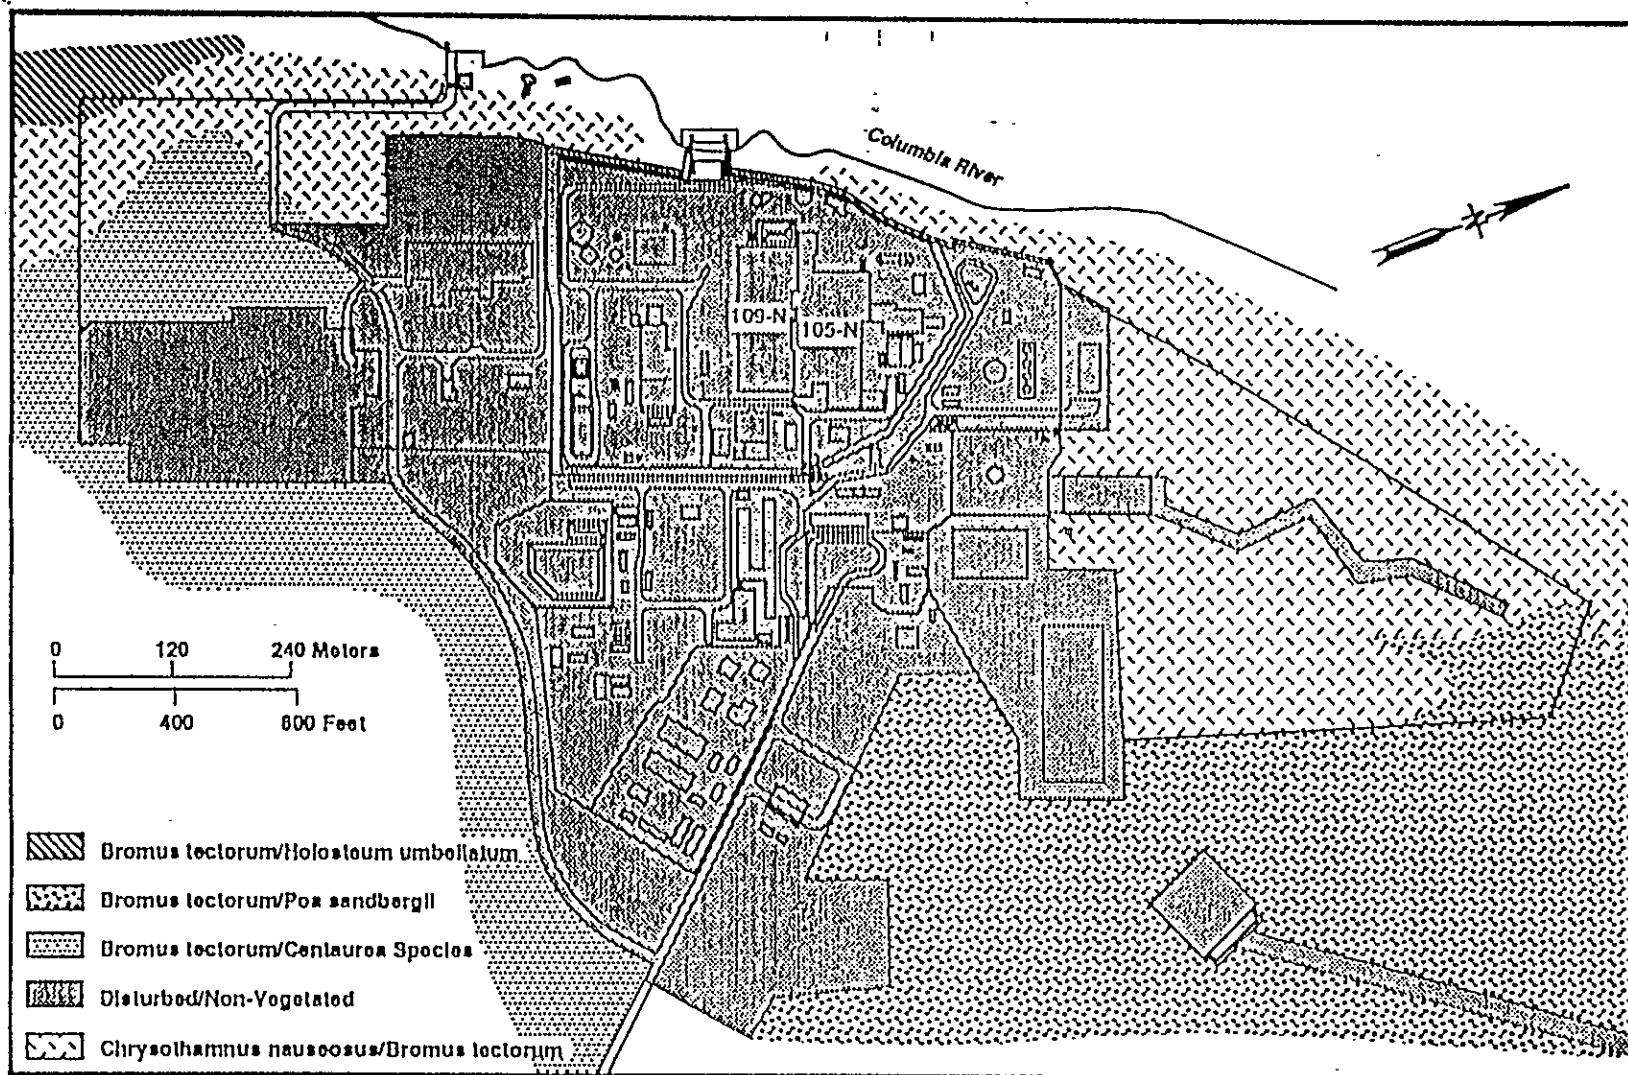 Columbia River
109-N
105-N
0 120 240 Meters
0 400 800 Feet
Bromus tectorum/Holosteum umbellatum
Bromus tectorum/Poa sandbergii
Bromus tectorum/Centaurea Species
Disturbed/Non-Vegetated
Chrysothamnus nauseosus/Bromus tectorum